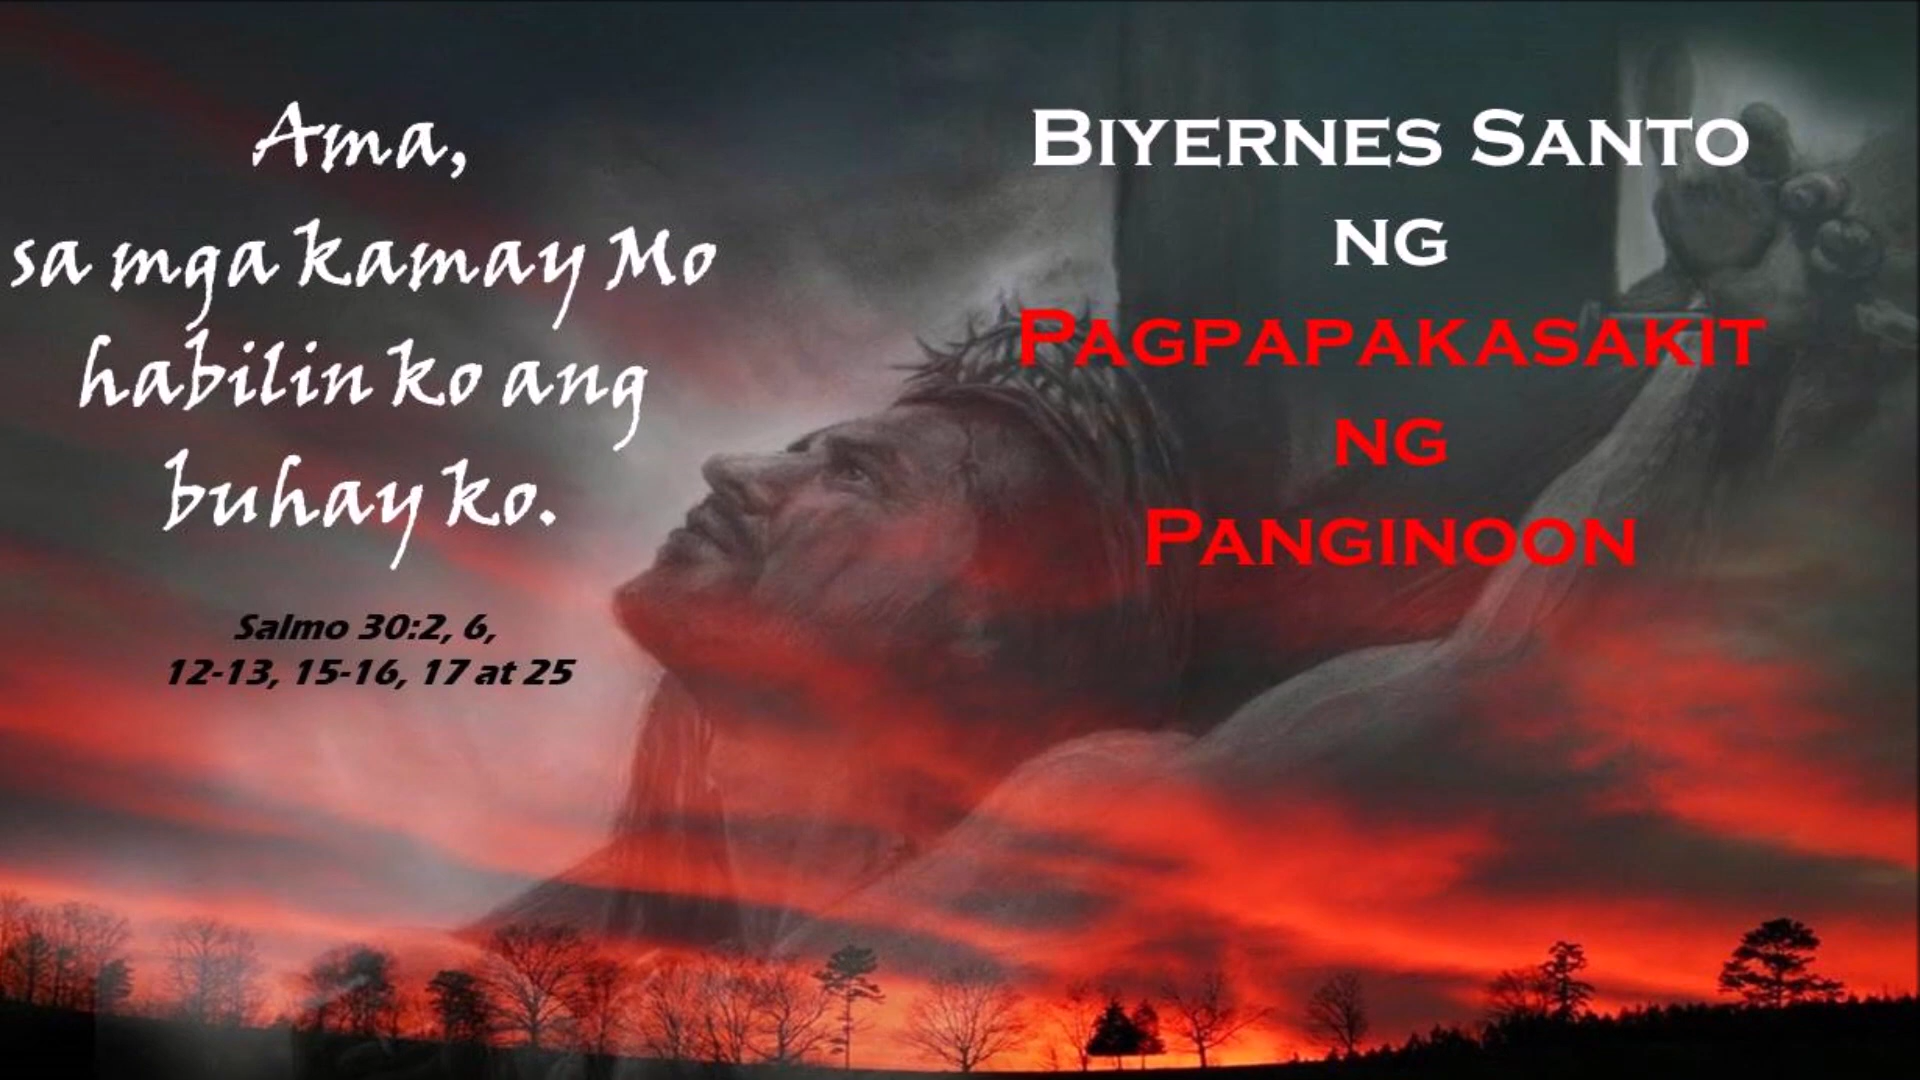 Ama,
sa mga kamay Mo
habilin ko ang
buhay ko.
Salmo 30:2, 6,
12-13, 15-16, 17 at 25
BIYERNES SANTO
NG
PAGPAPAKASAKIT
NG
PANGINOON